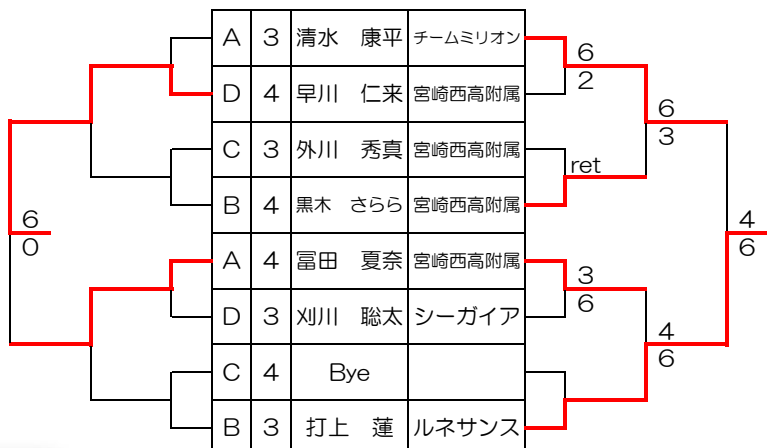 A 3 清水 康平 チームミリオン
6
2
D 4 早川 仁来 宮崎西高附属
6
3
C 3 外川 秀真 宮崎西高附属
ret
B 4 黒木 さらら 宮崎西高附属
6
0
4
6
A 4 冨田 夏奈 宮崎西高附属
3
6
D 3 刈川 聡太 シーガイア
4
6
C 4 Bye
B 3 打上 蓮 ルネサンス